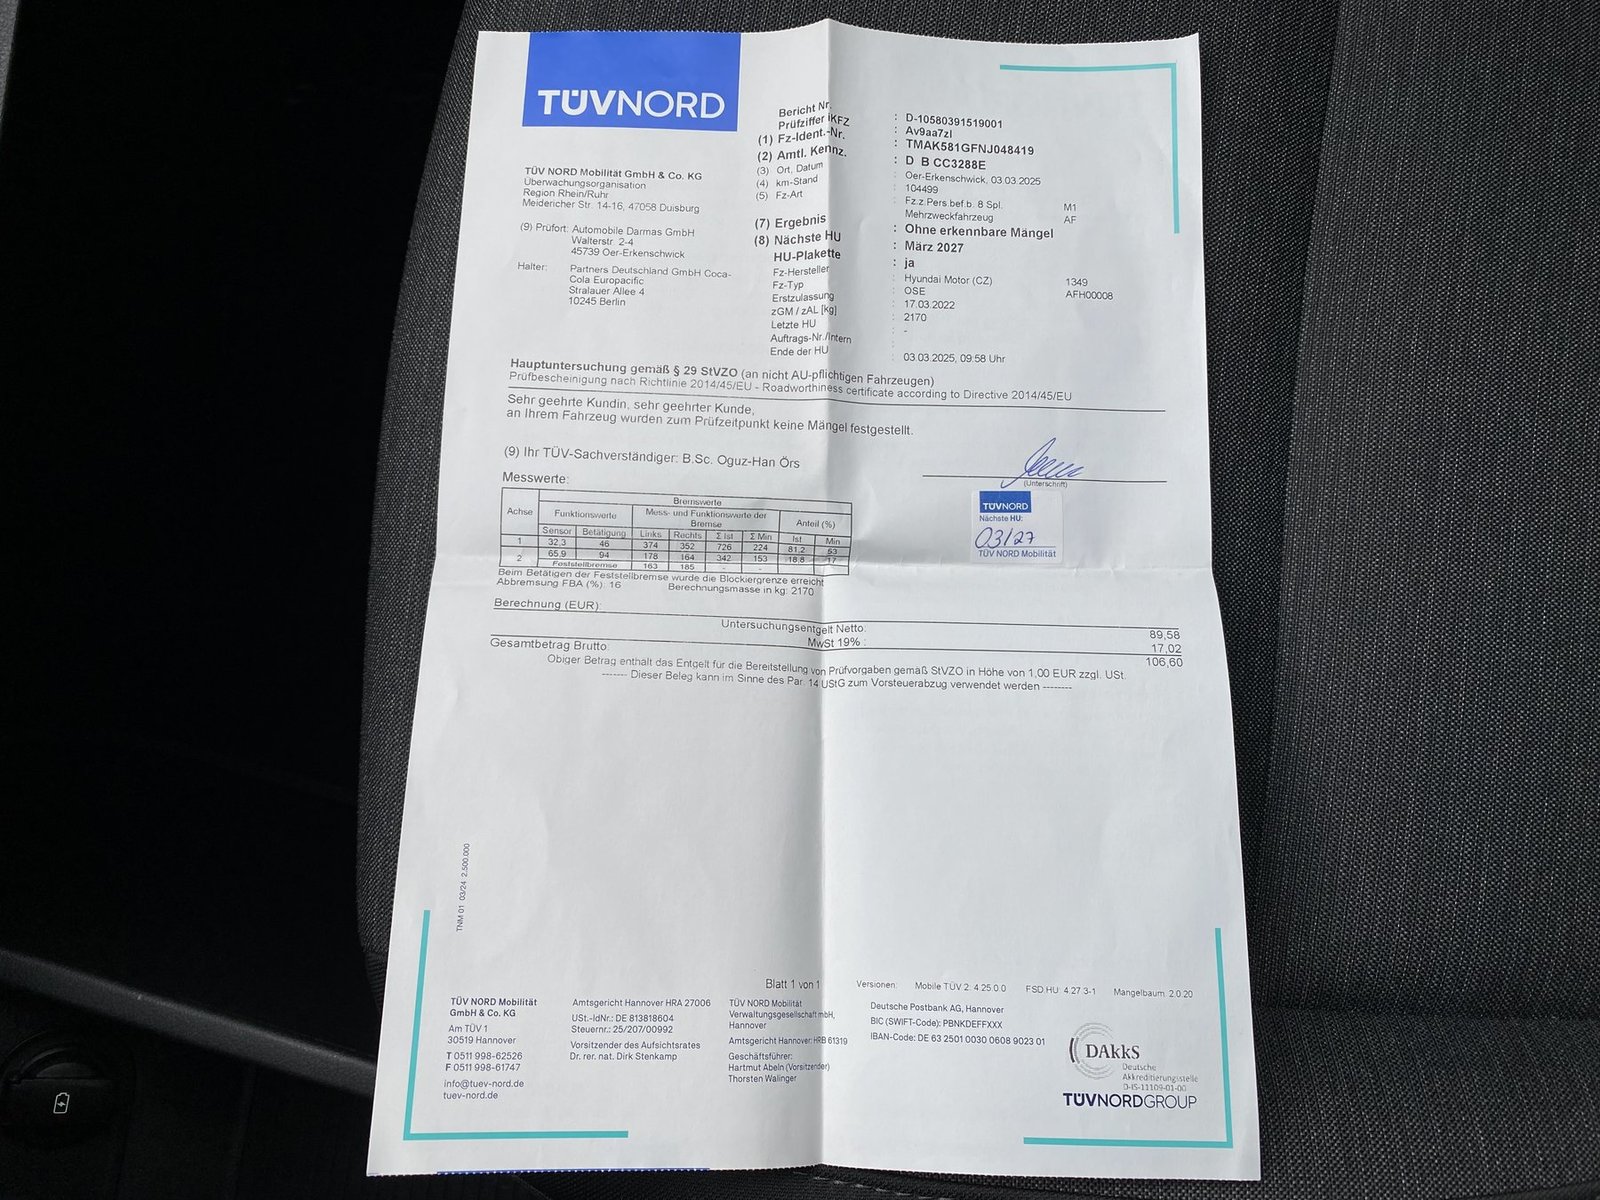 TÜVNORD
TÜV NORD Mobilität GmbH & Co. KG
Überwachungsorganisation
Region Rhein/Ruhr
Meidericher Str. 14-16, 47058 Duisburg
(9) Prüfort: Automobile Darmas GmbH
Walterstr. 2-4
45739 Oer-Erkenschwick
Halter: Partners Deutschland GmbH Coca-
Cola Europacific
Stralauer Allee 4
10245 Berlin
Bericht Nr. : D-10580391519001
Prüfziffer iKFZ : Av9aa7zl
(1) Fz-Ident.-Nr. : TMAK581GFNJ048419
(2) Amtl. Kennz. : D B CC3288E
(3) Ort, Datum : Oer-Erkenschwick, 03.03.2025
(4) km-Stand : 104499
(5) Fz-Art : Fz.z.Pers.bef.b. 8 Spl. M1
Mehrzweckfahrzeug AF
(7) Ergebnis : Ohne erkennbare Mängel
(8) Nächste HU : März 2027
HU-Plakette : ja
Fz-Hersteller : Hyundai Motor (CZ) 1349
Fz-Typ : OSE AFH00008
Erstzulassung : 17.03.2022
zGM / zAL [kg] : 2170
Letzte HU : -
Auftrags-Nr./Intern :
Ende der HU : 03.03.2025, 09:58 Uhr
Hauptuntersuchung gemäß § 29 StVZO (an nicht AU-pflichtigen Fahrzeugen)
Prüfbescheinigung nach Richtlinie 2014/45/EU - Roadworthiness certificate according to Directive 2014/45/EU
Sehr geehrte Kundin, sehr geehrter Kunde,
an Ihrem Fahrzeug wurden zum Prüfzeitpunkt keine Mängel festgestellt.
(9) Ihr TÜV-Sachverständiger: B.Sc. Oguz-Han Örs
(Unterschrift)
TÜVNORD
Nächste HU:
03/27
TÜV NORD Mobilität
Messwerte:
Bremswerte
Achse Funktionswerte Mess- und Funktionswerte der Bremse Anteil (%)
Sensor Betätigung Links Rechts Σ Ist Σ Min Ist Min
1 32,3 46 374 352 726 224 81,2 53
2 65,9 94 178 164 342 153 18,8 17
Feststellbremse 163 185 - - - -
Beim Betätigen der Feststellbremse wurde die Blockiergrenze erreicht
Abbremsung FBA (%): 16 Berechnungsmasse in kg: 2170
Berechnung (EUR):
Untersuchungsentgelt Netto: 89,58
MwSt 19% : 17,02
Gesamtbetrag Brutto: 106,60
Obiger Betrag enthält das Entgelt für die Bereitstellung von Prüfvorgaben gemäß StVZO in Höhe von 1,00 EUR zzgl. USt.
------- Dieser Beleg kann im Sinne des Par. 14 UStG zum Vorsteuerabzug verwendet werden --------
TNM 01 03/24 2.500.000
Blatt 1 von 1
Versionen: Mobile TÜV 2. 4.25.0.0 FSD.HU: 4.27.3-1 Mangelbaum: 2.0.20
TÜV NORD Mobilität
GmbH & Co. KG
Am TÜV 1
30519 Hannover
T 0511 998-62526
F 0511 998-61747
info@tuev-nord.de
tuev-nord.de
Amtsgericht Hannover HRA 27006
USt.-IdNr.: DE 813818604
Steuernr.: 25/207/00992
Vorsitzender des Aufsichtsrates
Dr. rer. nat. Dirk Stenkamp
TÜV NORD Mobilität
Verwaltungsgesellschaft mbH,
Hannover
Amtsgericht Hannover: HRB 61319
Geschäftsführer:
Hartmut Abeln (Vorsitzender)
Thorsten Walinger
Deutsche Postbank AG, Hannover
BIC (SWIFT-Code): PBNKDEFFXXX
IBAN-Code: DE 63 2501 0030 0608 9023 01
DAkkS
Deutsche
Akkreditierungsstelle
D-IS-11109-01-00
TÜVNORDGROUP